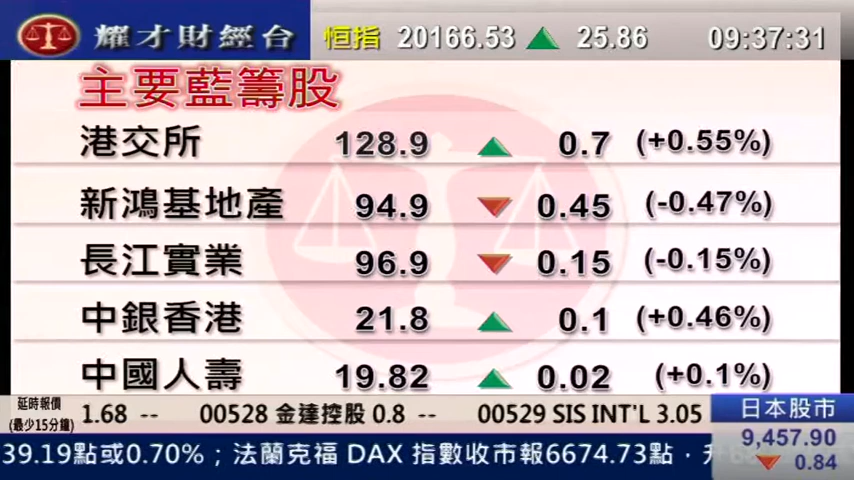 耀才財經台 恒指 20166.53 ▲ 25.86 09:37:31
主要藍籌股
港交所 128.9 ▲ 0.7 (+0.55%)
新鴻基地產 94.9 ▼ 0.45 (-0.47%)
長江實業 96.9 ▼ 0.15 (-0.15%)
中銀香港 21.8 ▲ 0.1 (+0.46%)
中國人壽 19.82 ▲ 0.02 (+0.1%)
延時報價
(最少15分鐘)
1.68 -- 00528 金達控股 0.8 -- 00529 SIS INT'L 3.05
日本股市
9,457.90
▼ 0.84
39.19點或0.70%；法蘭克福 DAX 指數收市報6674.73點，升